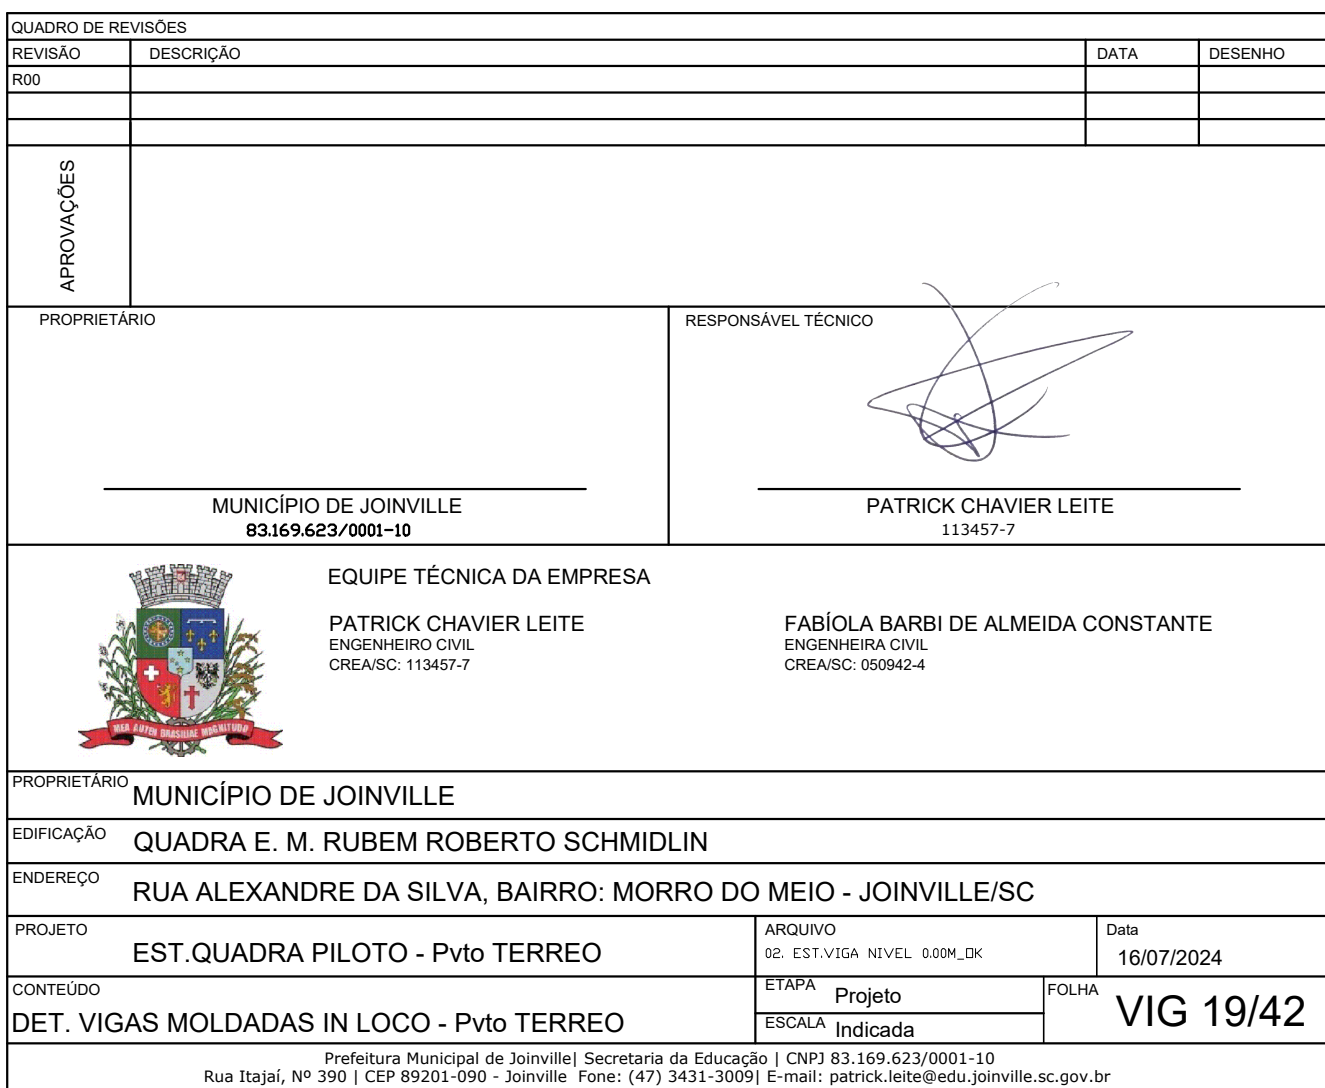 QUADRO DE REVISÕES
REVISÃO DESCRIÇÃO DATA DESENHO
R00
APROVAÇÕES
PROPRIETÁRIO
MUNICÍPIO DE JOINVILLE
83.169.623/0001-10
RESPONSÁVEL TÉCNICO
PATRICK CHAVIER LEITE
113457-7
EQUIPE TÉCNICA DA EMPRESA
PATRICK CHAVIER LEITE
ENGENHEIRO CIVIL
CREA/SC: 113457-7
FABÍOLA BARBI DE ALMEIDA CONSTANTE
ENGENHEIRA CIVIL
CREA/SC: 050942-4
MEA AUTEM BRASILIAE MAGNITUDO
PROPRIETÁRIO MUNICÍPIO DE JOINVILLE
EDIFICAÇÃO QUADRA E. M. RUBEM ROBERTO SCHMIDLIN
ENDEREÇO RUA ALEXANDRE DA SILVA, BAIRRO: MORRO DO MEIO - JOINVILLE/SC
PROJETO EST.QUADRA PILOTO - Pvto TERREO
ARQUIVO
02. EST.VIGA NIVEL 0.00M_OK
Data
16/07/2024
CONTEÚDO
DET. VIGAS MOLDADAS IN LOCO - Pvto TERREO
ETAPA Projeto
ESCALA Indicada
FOLHA VIG 19/42
Prefeitura Municipal de Joinville| Secretaria da Educação | CNPJ 83.169.623/0001-10
Rua Itajaí, Nº 390 | CEP 89201-090 - Joinville Fone: (47) 3431-3009| E-mail: patrick.leite@edu.joinville.sc.gov.br